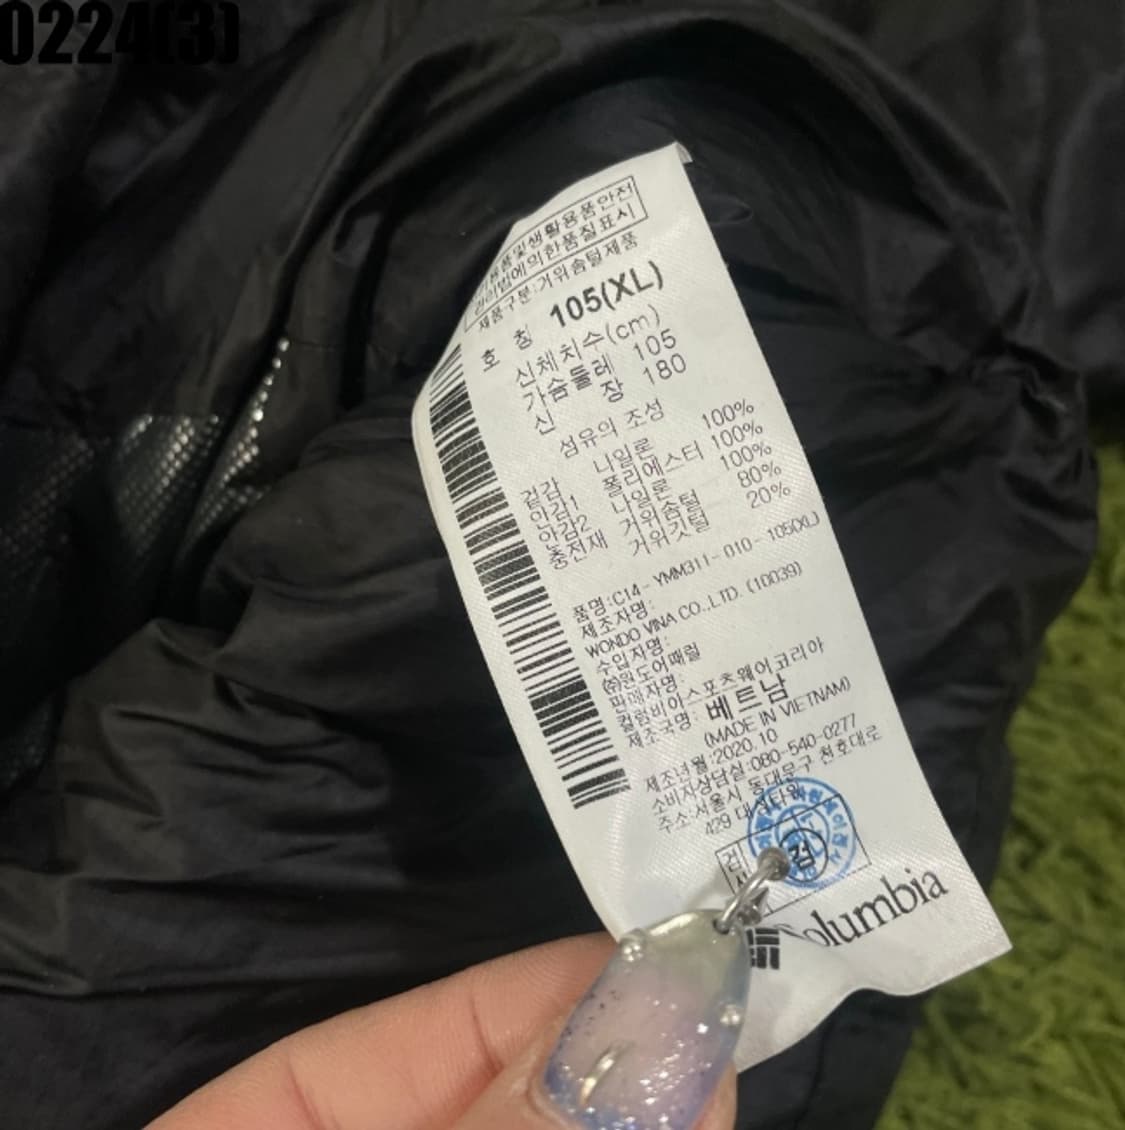 0224(3)
용품및생활용품안전
관리법에의한품질표시
제품구분:거위솜털제품
호 칭 105(XL)
신체치수(cm)
가슴둘레 105
신 장 180
섬유의 조성
겉감 나일론 100%
안감1 폴리에스터 100%
안감2 나일론 100%
충전재 거위솜털 80%
거위깃 20%
품명:C14-YMM311-010-105(XL)
제조자명:
WONDO VINA CO.,LTD. (10039)
수입자명:
(주)원도어패럴
판매자명:
컬럼비아스포츠웨어코리아
제조국명: 베트남
(MADE IN VIETNAM)
제조년월:2020.10
소비자상담실:080-540-0277
주소:서울시 동대문구 천호대로
429
검
Columbia